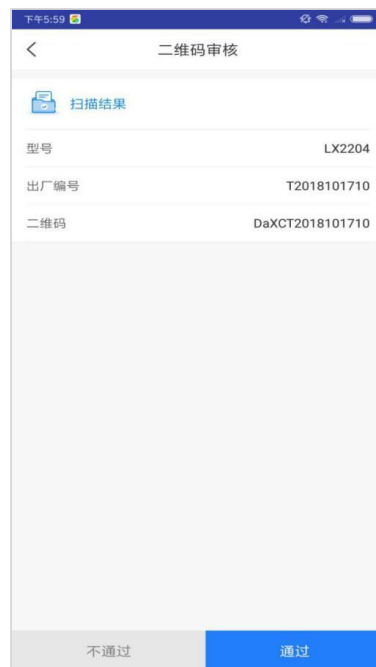 下午5:59
二维码审核
扫描结果
型号 LX2204
出厂编号 T2018101710
二维码 DaXCT2018101710
不通过 通过